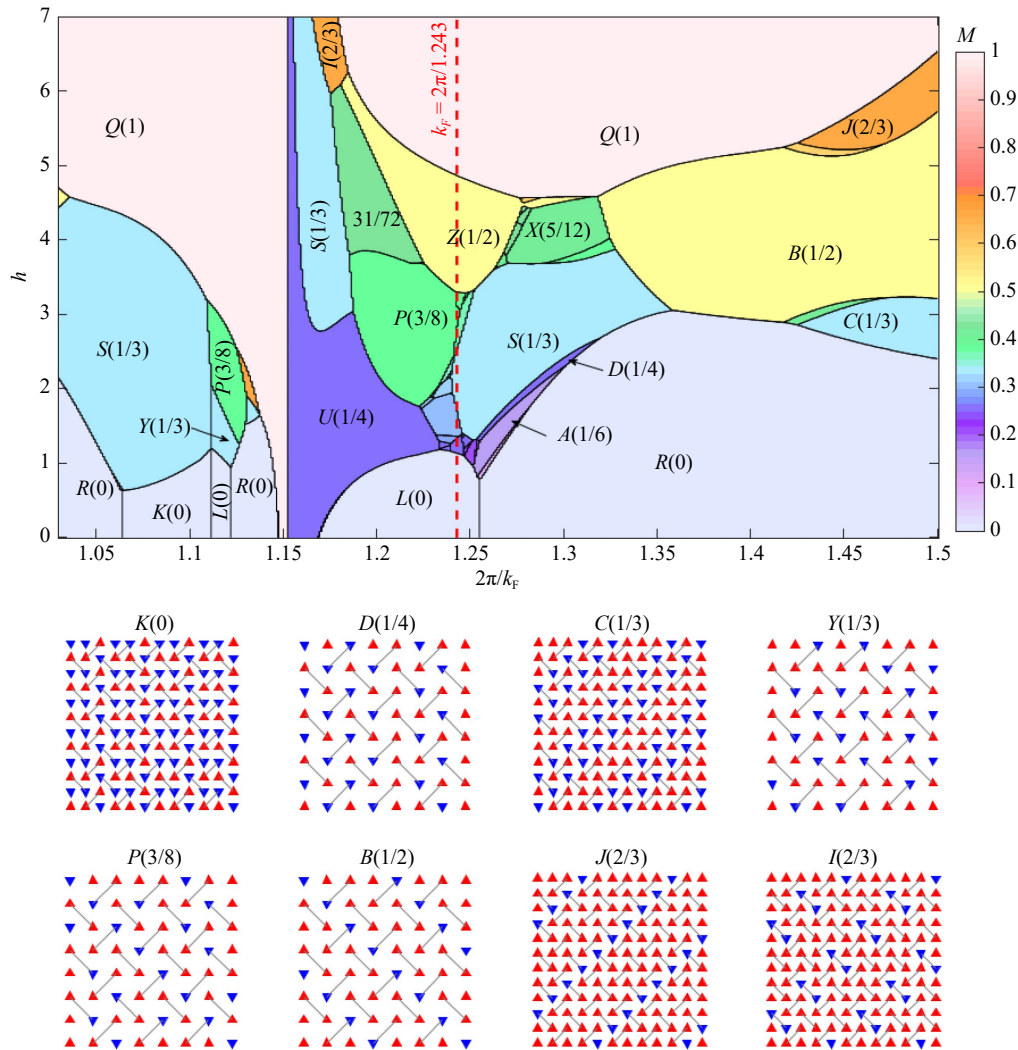 7
6
5
4
3
2
1
0
h
1.05
1.1
1.15
1.2
1.25
1.3
1.35
1.4
1.45
1.5
2π/k_F
I(2/3)
k_F = 2π/1.243
Q(1)
Q(1)
J(2/3)
S(1/3)
31/72
Z(1/2)
X(5/12)
B(1/2)
P(3/8)
S(1/3)
P(3/8)
S(1/3)
C(1/3)
D(1/4)
Y(1/3)
U(1/4)
A(1/6)
R(0)
K(0)
L(0)
R(0)
L(0)
R(0)
M
1
0.9
0.8
0.7
0.6
0.5
0.4
0.3
0.2
0.1
0
K(0) D(1/4) C(1/3) Y(1/3)
P(3/8) B(1/2) J(2/3) I(2/3)